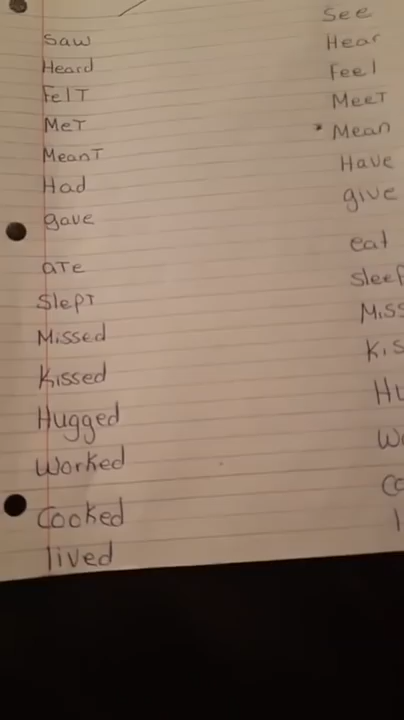 See
Saw Hear
Heard Feel
FelT MeeT
MeT Mean
MeanT Have
Had give
gave eat
aTe Sleep
SlepT
Missed
Kissed
Hugged
Worked
Cooked
lived